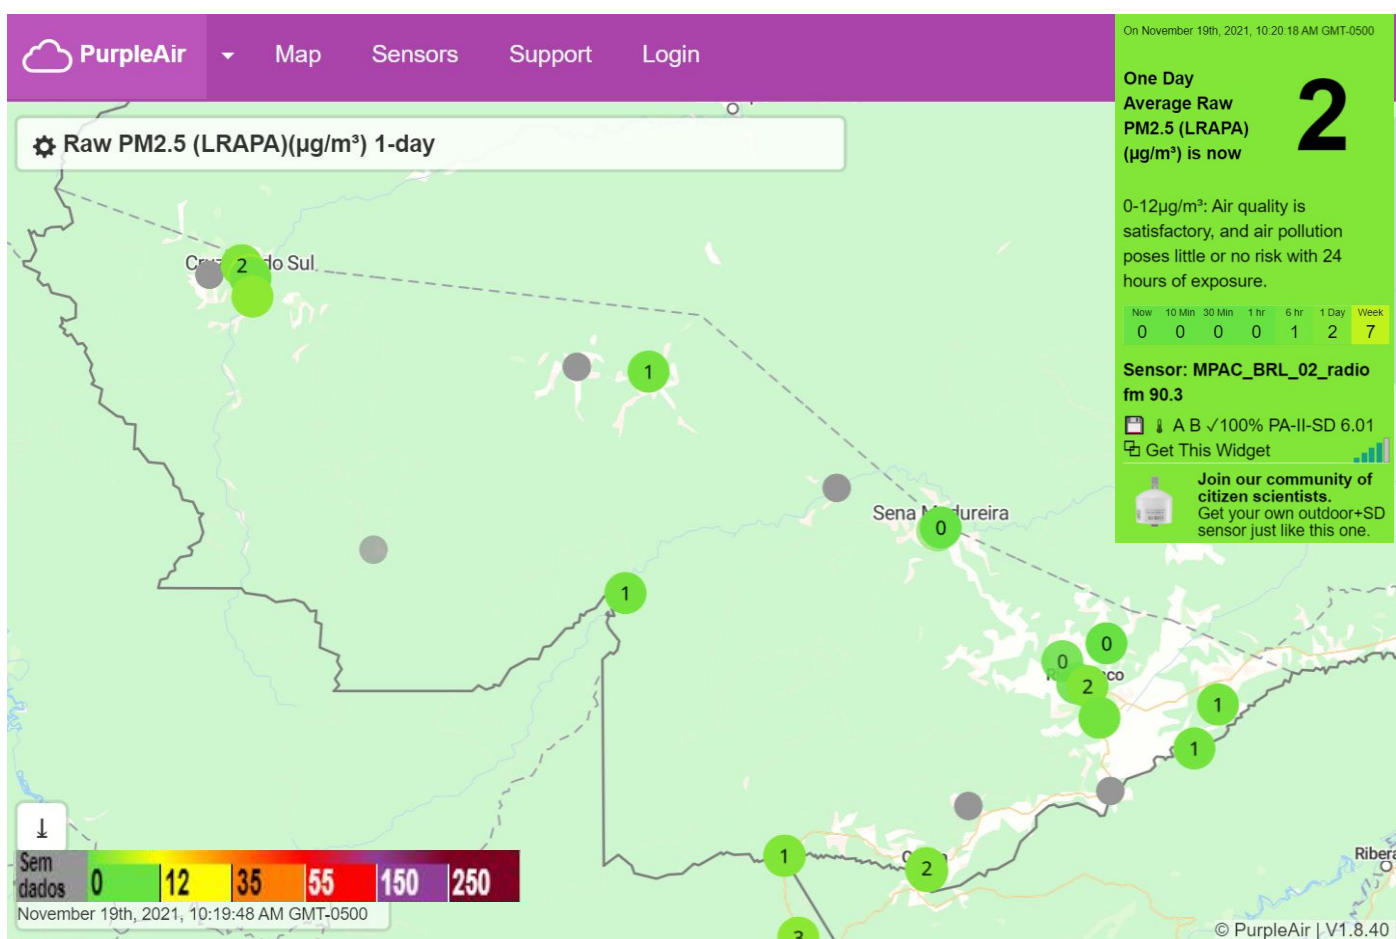 PurpleAir
Map
Sensors
Support
Login
Raw PM2.5 (LRAPA)(µg/m³) 1-day
On November 19th, 2021, 10:20:18 AM GMT-0500
One Day
Average Raw
PM2.5 (LRAPA)
(µg/m³) is now
2
0-12µg/m³: Air quality is
satisfactory, and air pollution
poses little or no risk with 24
hours of exposure.
Now 10 Min 30 Min 1 hr 6 hr 1 Day Week
0 0 0 0 1 2 7
Sensor: MPAC_BRL_02_radio
fm 90.3
A B ✓100% PA-II-SD 6.01
Get This Widget
Join our community of
citizen scientists.
Get your own outdoor+SD
sensor just like this one.
2 do Sul
1
Sena
0
1
0
0
2
1
1
1
2
3
Sem
dados 0 12 35 55 150 250
November 19th, 2021, 10:19:48 AM GMT-0500
© PurpleAir | V1.8.40